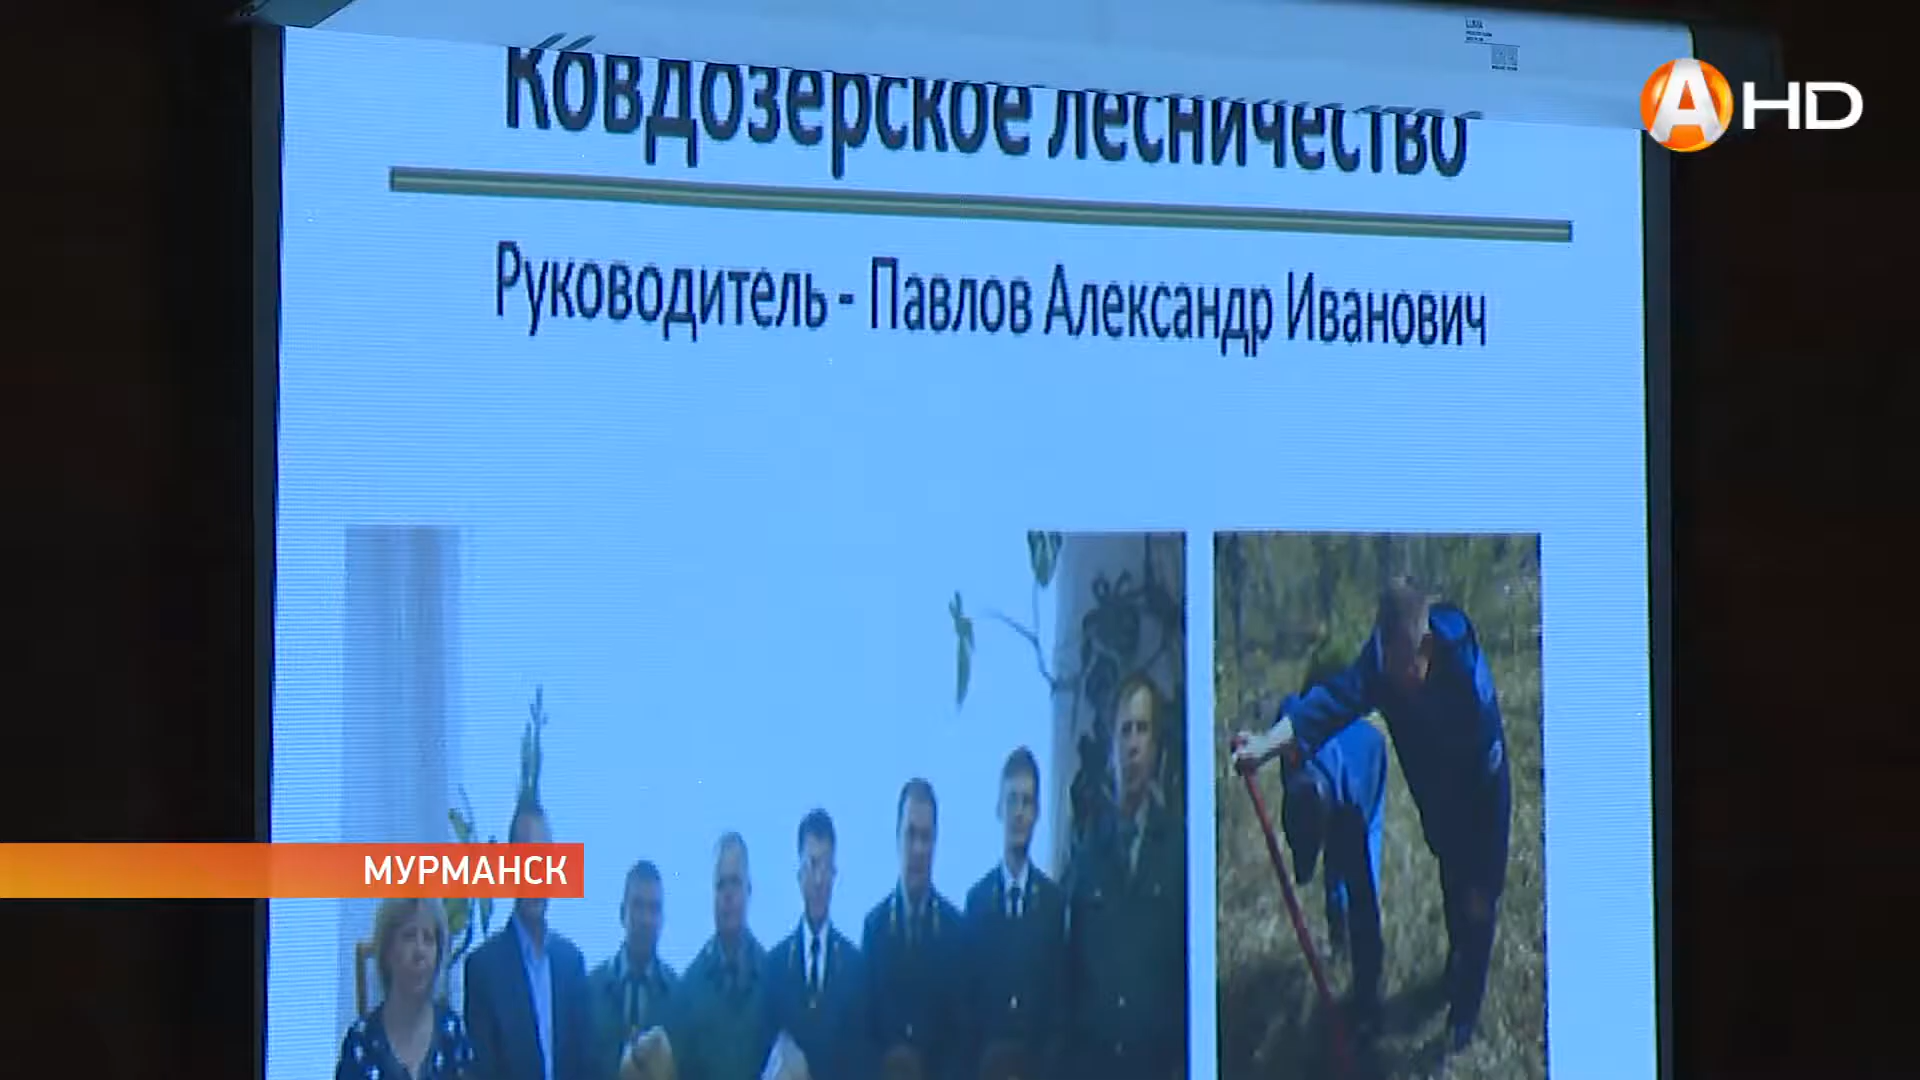 Ковдозерское лесничество
Руководитель - Павлов Александр Иванович
A HD
МУРМАНСК